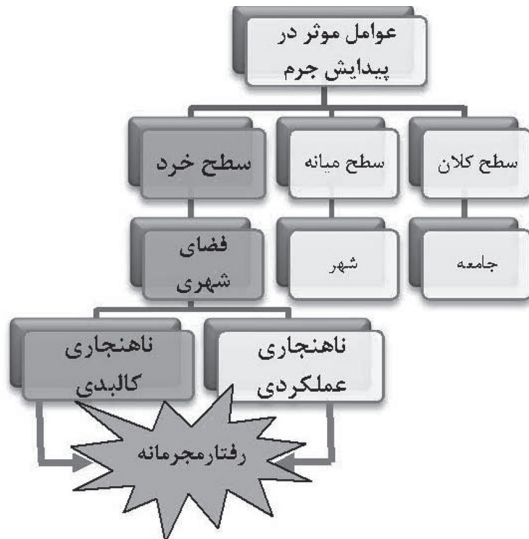 عوامل موثر در
پیدایش جرم
سطح کلان
سطح میانه
سطح خرد
جامعه
شهر
فضای
شهری
ناهنجاری
عملکردی
ناهنجاری
کالبدی
رفتارمجرمانه